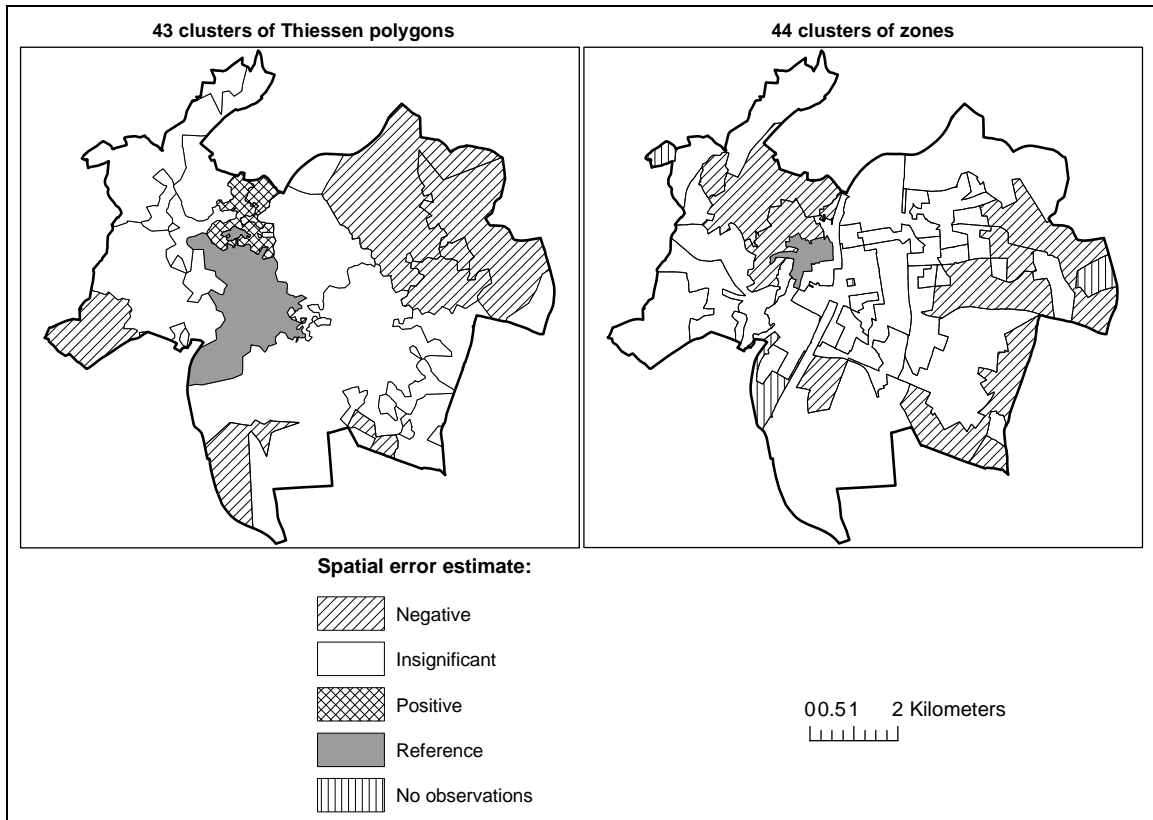 43 clusters of Thiessen polygons
44 clusters of zones
Spatial error estimate:
Negative
Insignificant
Positive
Reference
No observations
00.51 2 Kilometers